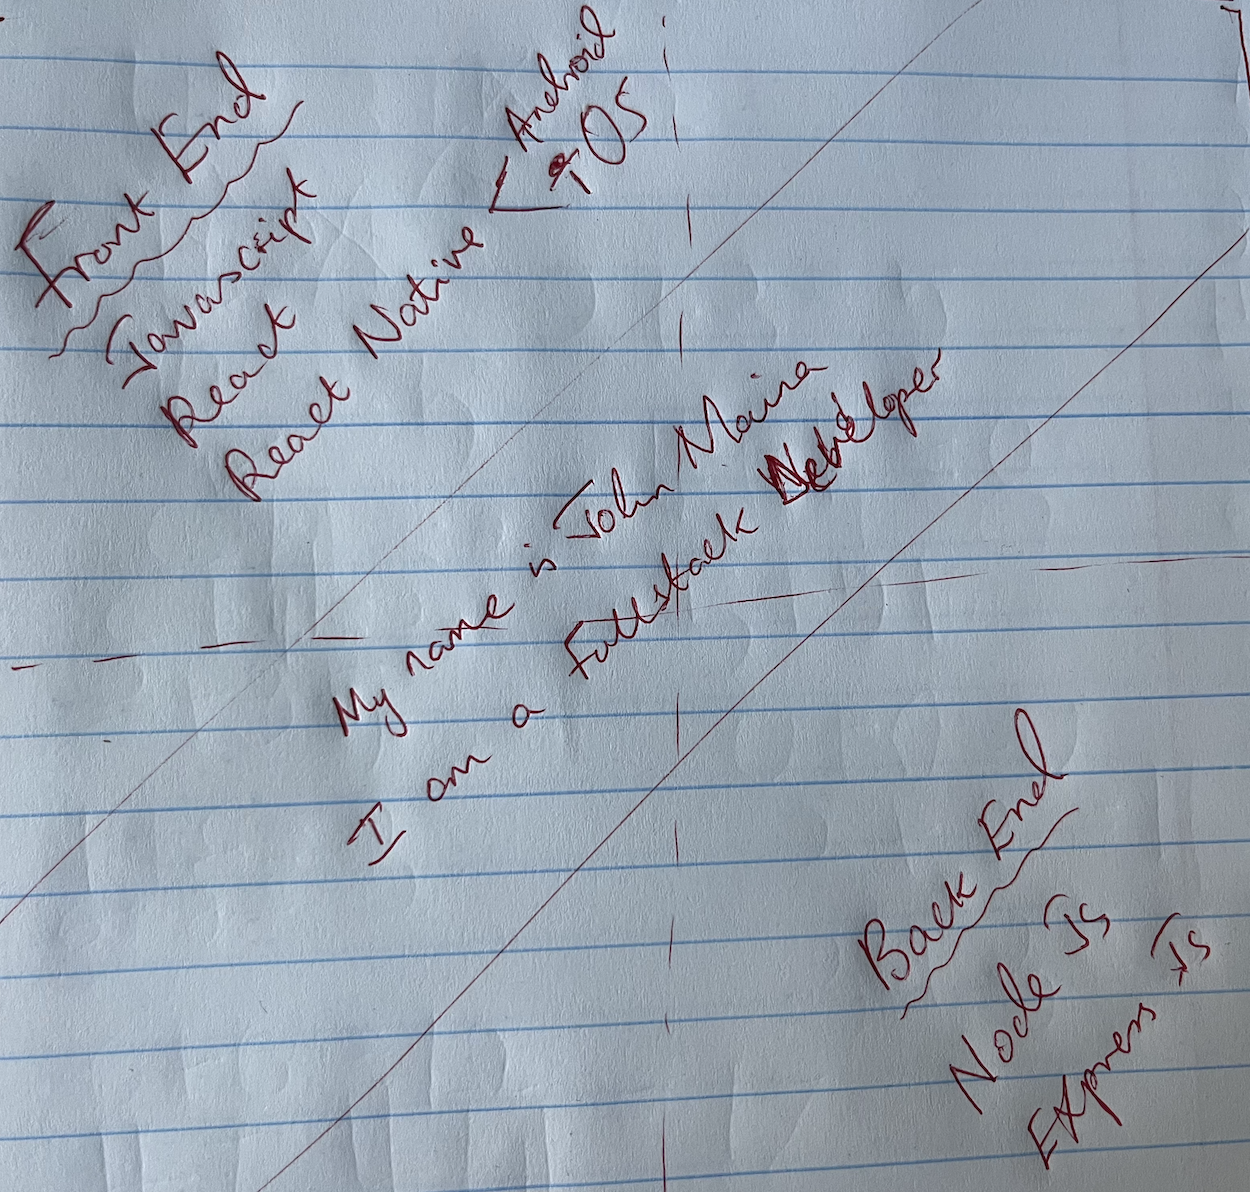 Front End
Javascript
React
React Native
Android
IOS
My name is John Maina
I am a Fullstack Developer
Back End
Node Js
Express Js